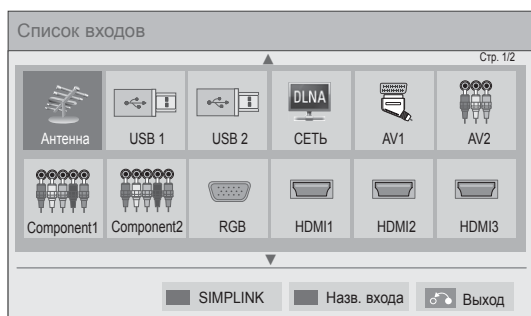 Список входов
Стр. 1/2
DLNA
Антенна USB 1 USB 2 СЕТЬ AV1 AV2
Component1 Component2 RGB HDMI1 HDMI2 HDMI3
SIMPLINK Назв. входа Выход